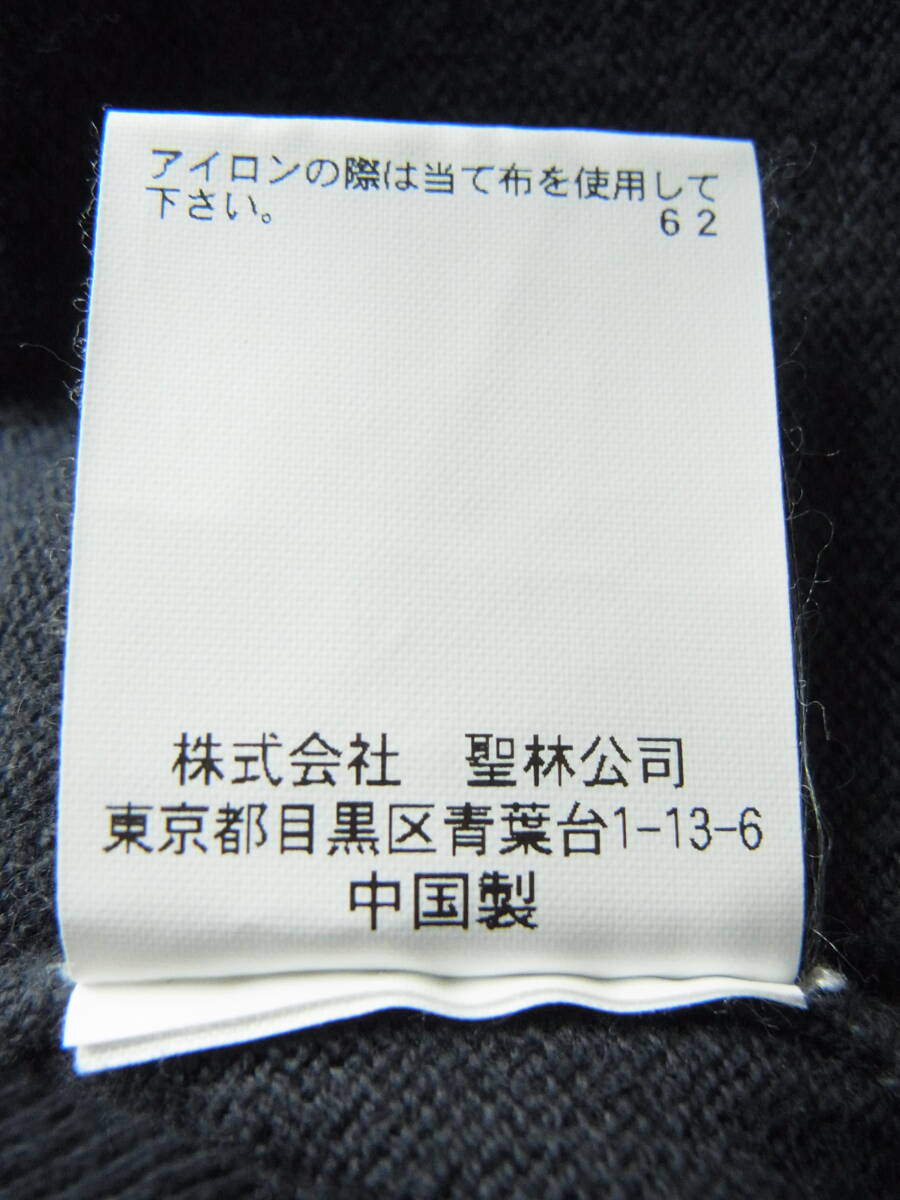 アイロンの際は当て布を使用して
下さい。 62
株式会社 聖林公司
東京都目黒区青葉台1-13-6
中国製